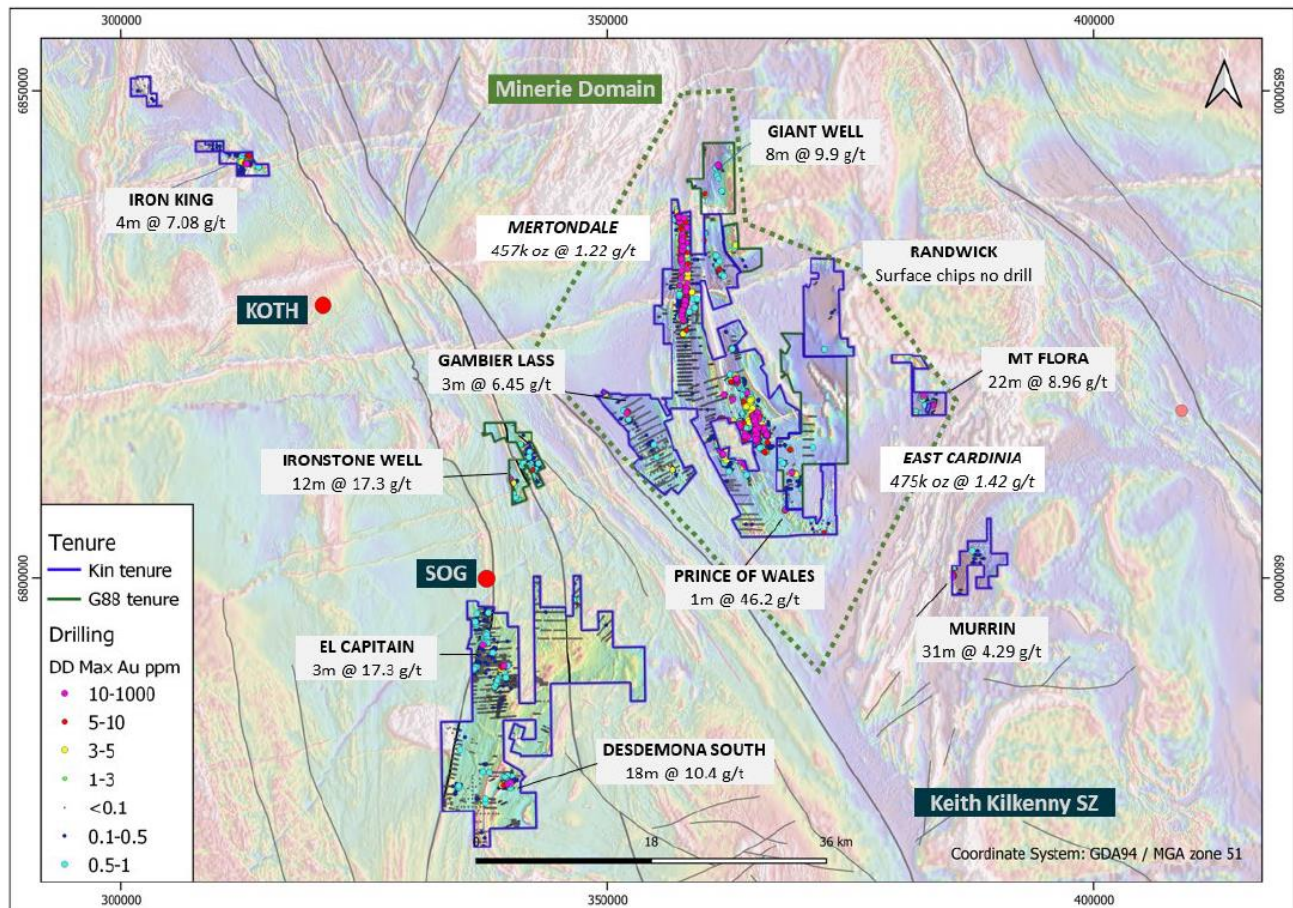 300000
350000
400000
6850000
6850000
Minerie Domain
GIANT WELL
8m @ 9.9 g/t
IRON KING
4m @ 7.08 g/t
MERTONDALE
457k oz @ 1.22 g/t
RANDWICK
Surface chips no drill
KOTH
GAMBIER LASS
3m @ 6.45 g/t
MT FLORA
22m @ 8.96 g/t
IRONSTONE WELL
12m @ 17.3 g/t
EAST CARDINIA
475k oz @ 1.42 g/t
Tenure
Kin tenure
G88 tenure
Drilling
DD Max Au ppm
10-1000
5-10
3-5
1-3
<0.1
0.1-0.5
0.5-1
6800000
6800000
SOG
PRINCE OF WALES
1m @ 46.2 g/t
MURRIN
31m @ 4.29 g/t
EL CAPITAIN
3m @ 17.3 g/t
DESDEMONA SOUTH
18m @ 10.4 g/t
Keith Kilkenny SZ
0 18 36 km
Coordinate System: GDA94 / MGA zone 51
300000
350000
400000